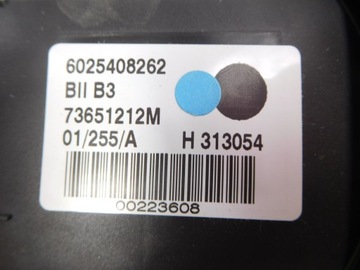 6025408262
BII B3
73651212M
01/255/A H 313054
00223608